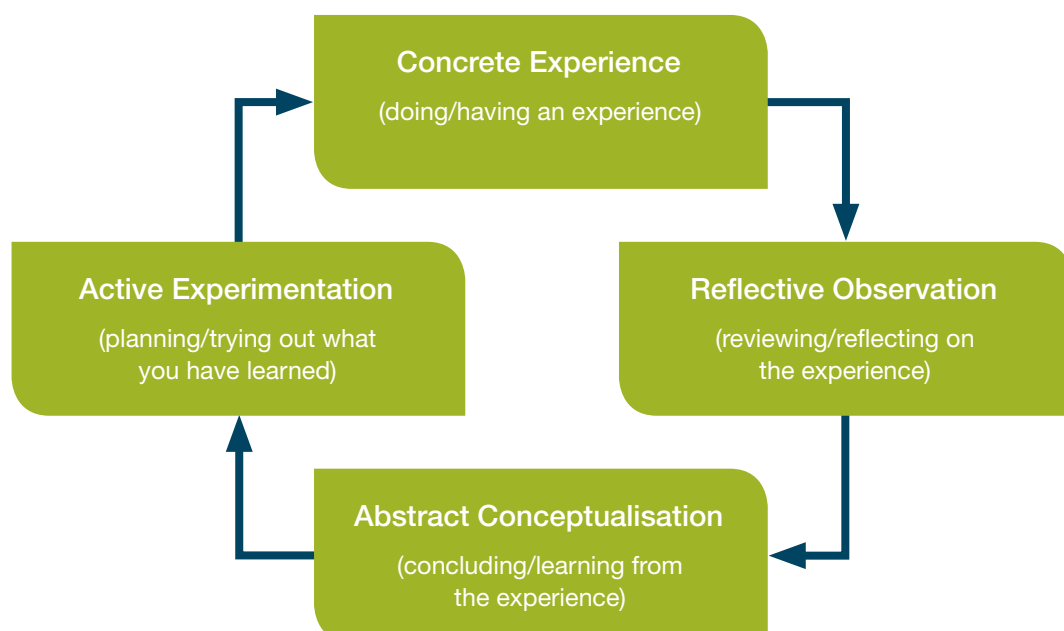 Concrete Experience
(doing/having an experience)
Active Experimentation
(planning/trying out what
you have learned)
Reflective Observation
(reviewing/reflecting on
the experience)
Abstract Conceptualisation
(concluding/learning from
the experience)